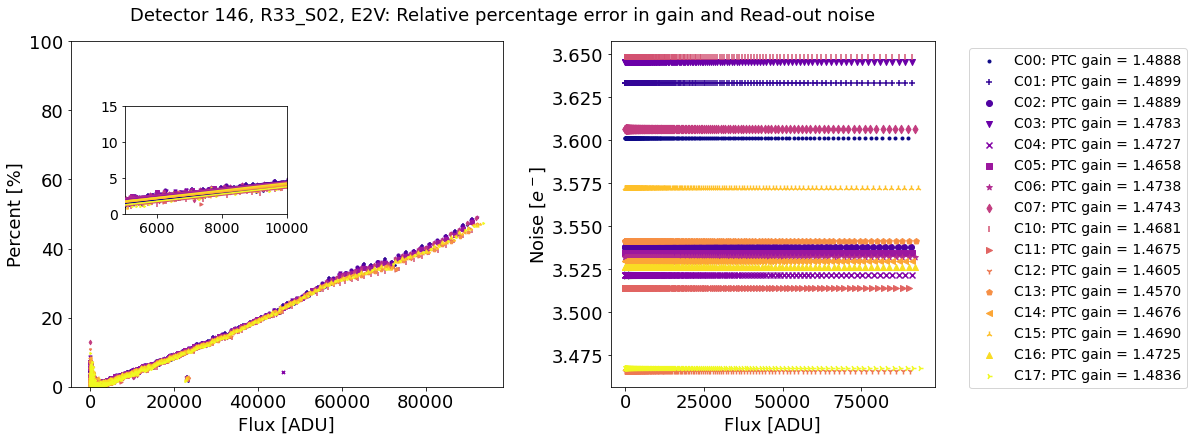 Detector 146, R33_S02, E2V: Relative percentage error in gain and Read-out noise
100
80
60
40
20
0
Percent [%]
0
20000
40000
60000
80000
Flux [ADU]
15
10
5
0
6000
8000
10000
3.650
3.625
3.600
3.575
3.550
3.525
3.500
3.475
Noise [e⁻]
0
25000
50000
75000
Flux [ADU]
C00: PTC gain = 1.4888
C01: PTC gain = 1.4899
C02: PTC gain = 1.4889
C03: PTC gain = 1.4783
C04: PTC gain = 1.4727
C05: PTC gain = 1.4658
C06: PTC gain = 1.4738
C07: PTC gain = 1.4743
C10: PTC gain = 1.4681
C11: PTC gain = 1.4675
C12: PTC gain = 1.4605
C13: PTC gain = 1.4570
C14: PTC gain = 1.4676
C15: PTC gain = 1.4690
C16: PTC gain = 1.4725
C17: PTC gain = 1.4836